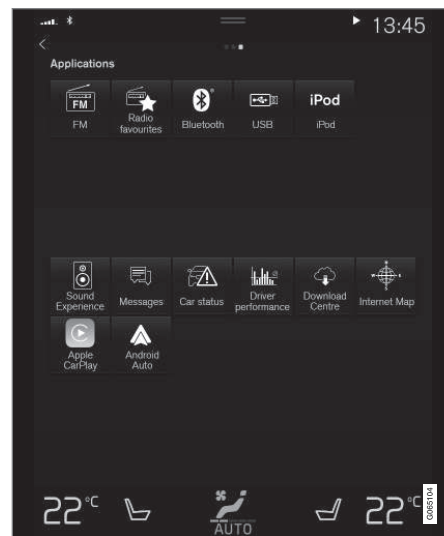 13:45
Applications
FM
iPod
FM
Radio
favourites
Bluetooth
USB
iPod
Sound
Experience
Messages
Car status
Driver
performance
Download
Centre
Internet Map
Apple
CarPlay
Android
Auto
22°C
AUTO
22°C
G065104